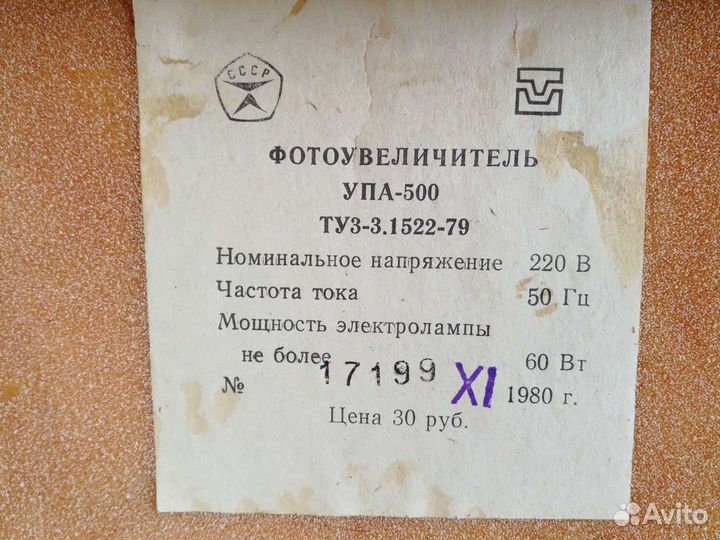 СССР
ФОТОУВЕЛИЧИТЕЛЬ
УПА-500
ТУ3-3.1522-79
Номинальное напряжение 220 В
Частота тока 50 Гц
Мощность электролампы
не более 60 Вт
№ 17199 XI 1980 г.
Цена 30 руб.
Avito